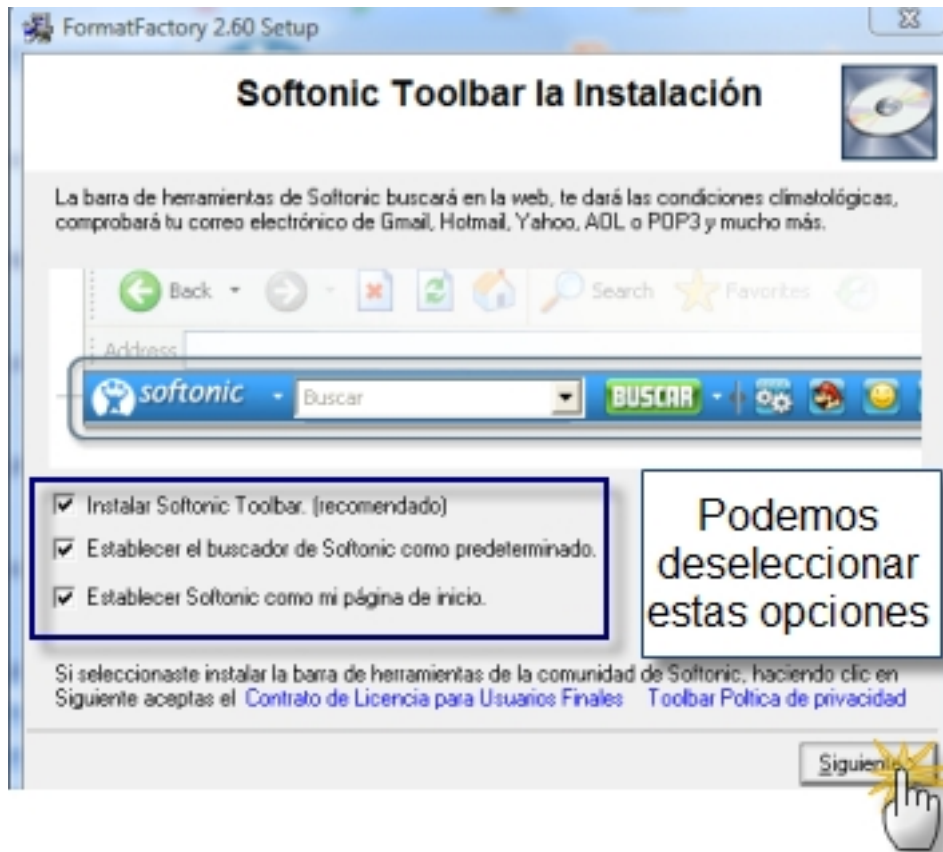 FormatFactory 2.60 Setup
Softonic Toolbar la Instalación
La barra de herramientas de Softonic buscará en la web, te dará las condiciones climatológicas,
comprobará tu correo electrónico de Gmail, Hotmail, Yahoo, AOL o POP3 y mucho más.
Back
Search
Favorites
Address
softonic
Buscar
BUSCAR
Instalar Softonic Toolbar. (recomendado)
Establecer el buscador de Softonic como predeterminado.
Establecer Softonic como mi página de inicio.
Podemos
deseleccionar
estas opciones
Si seleccionaste instalar la barra de herramientas de la comunidad de Softonic, haciendo clic en
Siguiente aceptas el Contrato de Licencia para Usuarios Finales Toolbar Poltica de privacidad
Siguiente